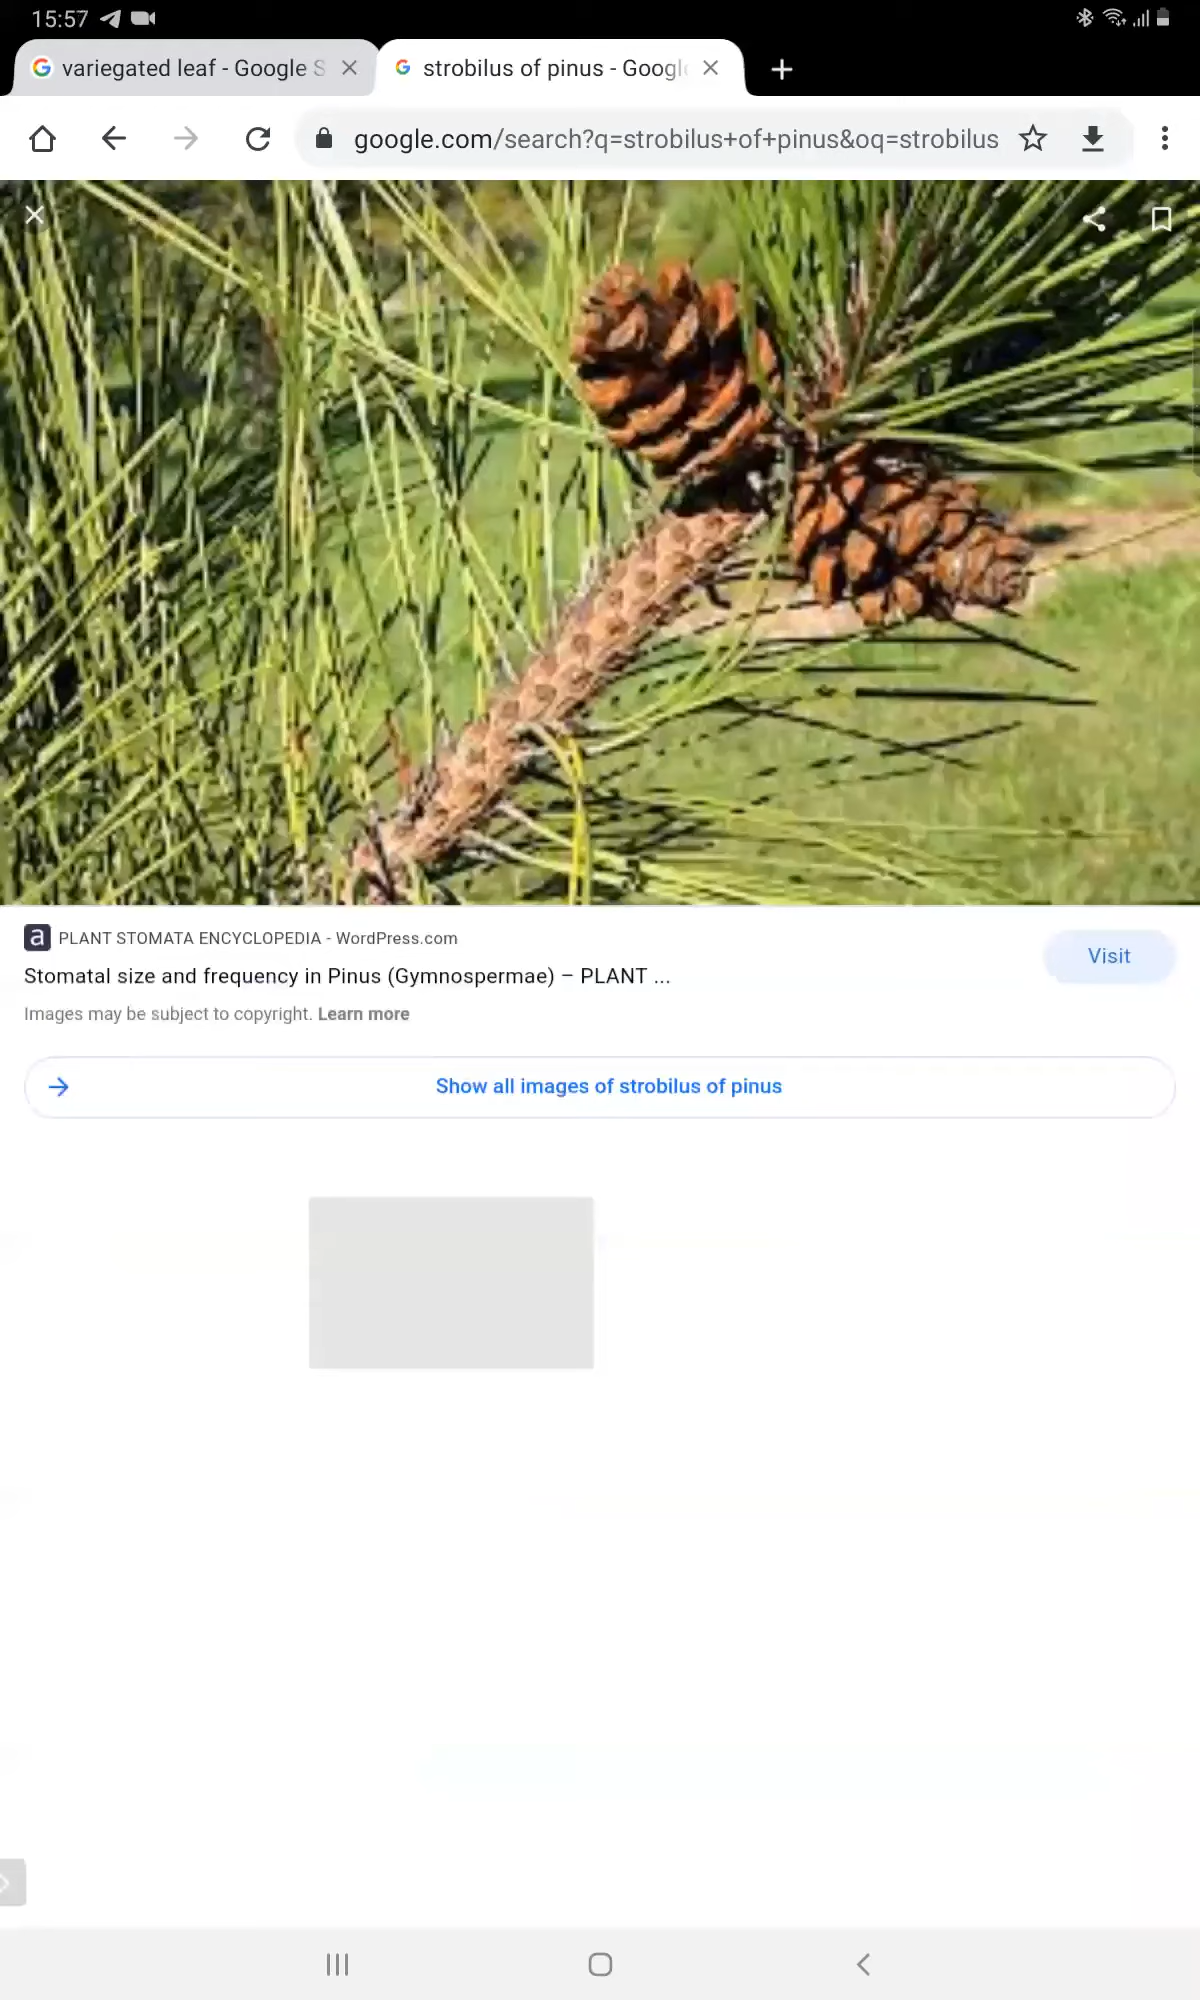 15:57
variegated leaf - Google S
strobilus of pinus - Googl
google.com/search?q=strobilus+of+pinus&oq=strobilus
a PLANT STOMATA ENCYCLOPEDIA - WordPress.com
Stomatal size and frequency in Pinus (Gymnospermae) – PLANT ...
Visit
Images may be subject to copyright. Learn more
Show all images of strobilus of pinus